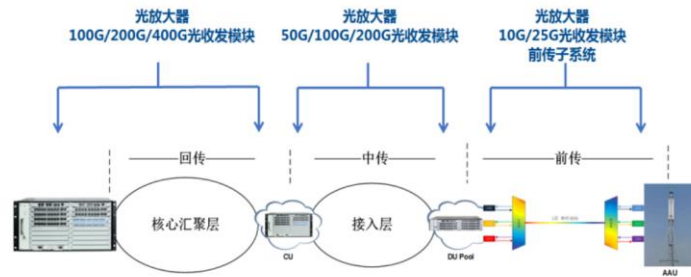 光放大器
100G/200G/400G光收发模块
光放大器
50G/100G/200G光收发模块
光放大器
10G/25G光收发模块
前传子系统
回传
中传
前传
核心汇聚层
接入层
CU
DU Pool
AAU